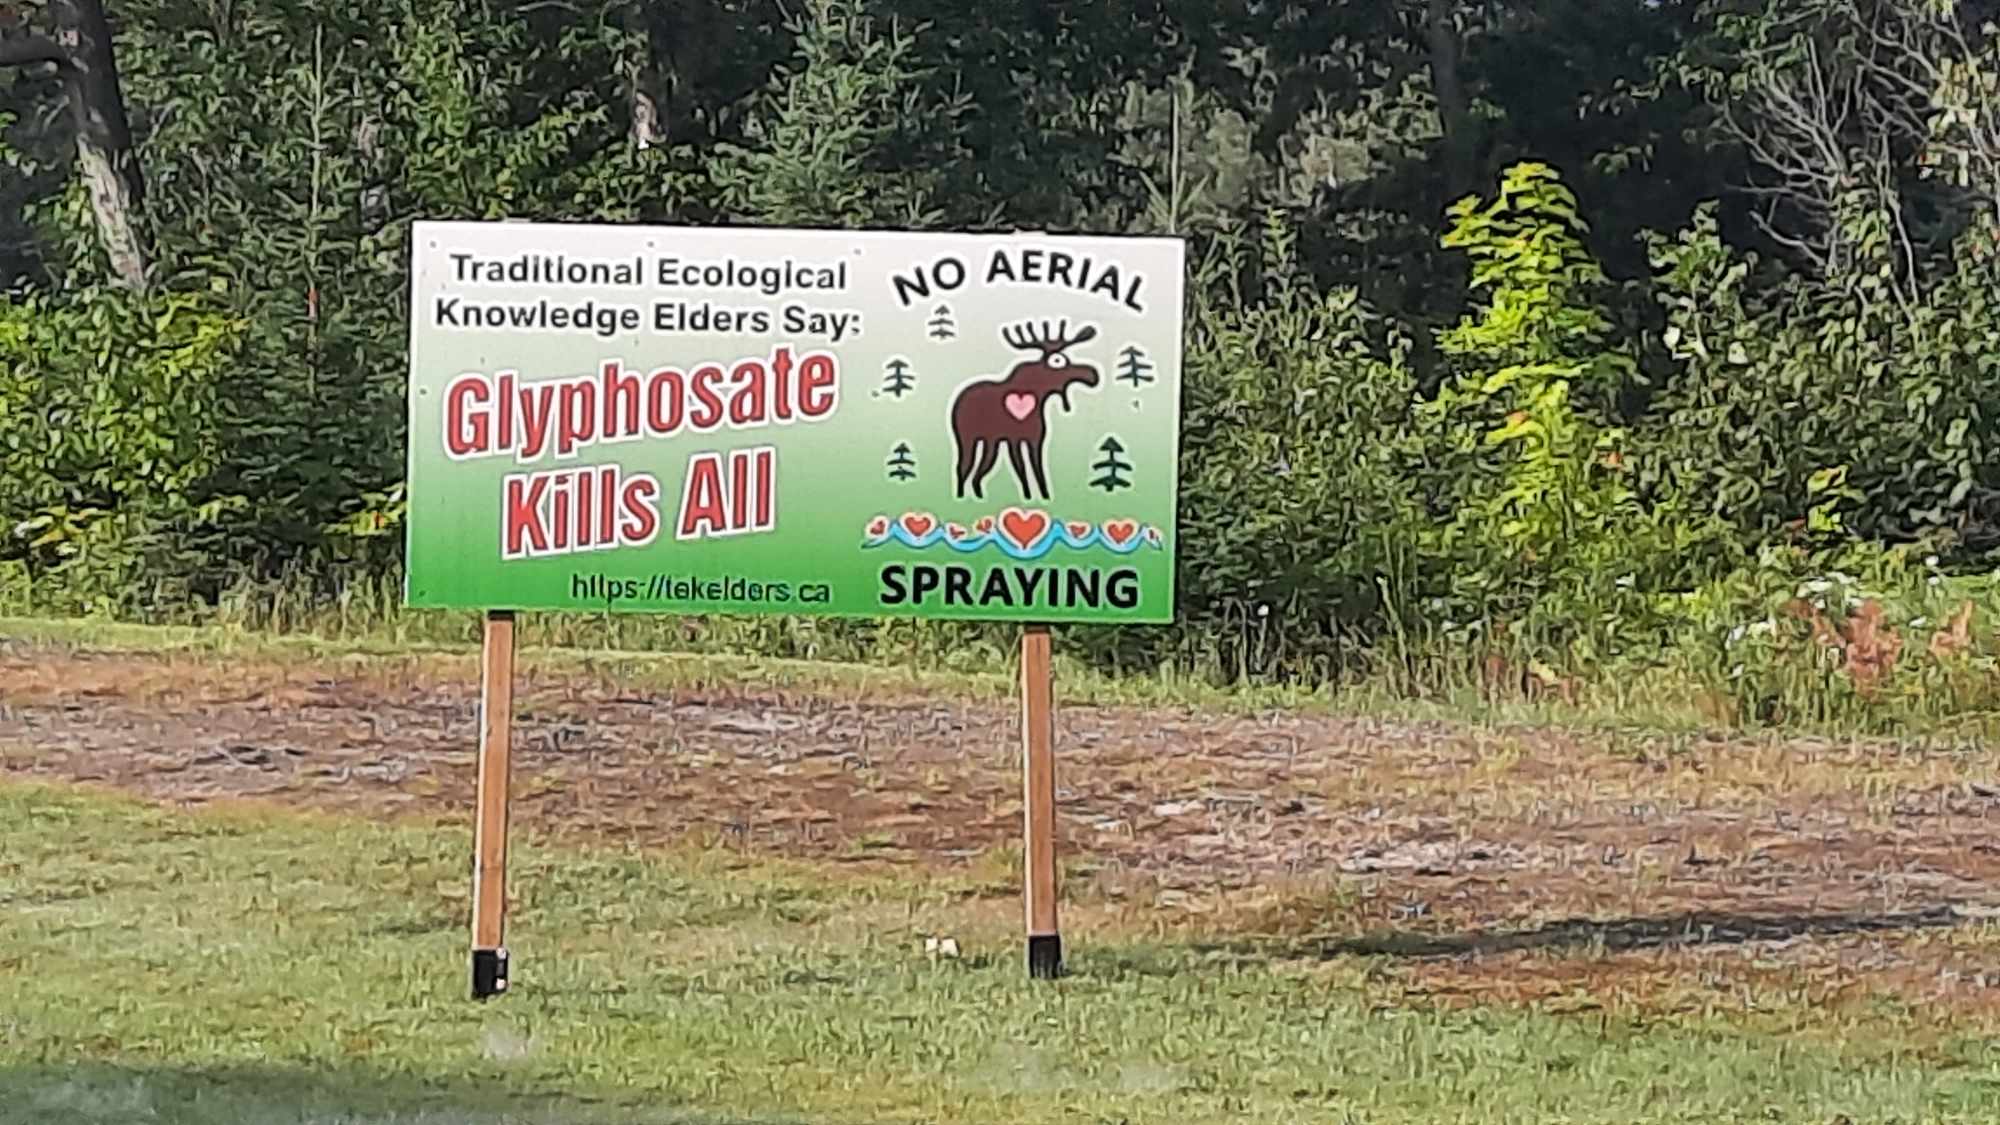 Traditional Ecological
Knowledge Elders Say:
Glyphosate
Kills All
https://tekelders.ca
NO AERIAL
SPRAYING